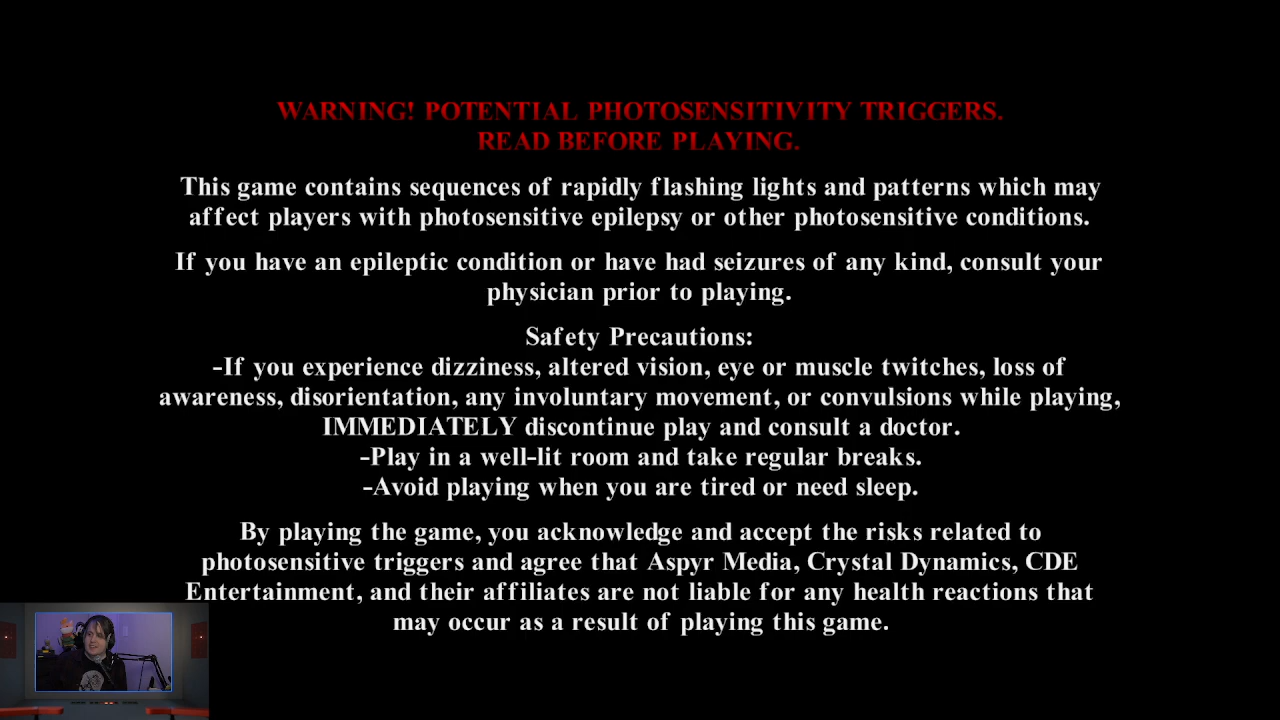 WARNING! POTENTIAL PHOTOSENSITIVITY TRIGGERS.
READ BEFORE PLAYING.
This game contains sequences of rapidly flashing lights and patterns which may
affect players with photosensitive epilepsy or other photosensitive conditions.
If you have an epileptic condition or have had seizures of any kind, consult your
physician prior to playing.
Safety Precautions:
-If you experience dizziness, altered vision, eye or muscle twitches, loss of
awareness, disorientation, any involuntary movement, or convulsions while playing,
IMMEDIATELY discontinue play and consult a doctor.
-Play in a well-lit room and take regular breaks.
-Avoid playing when you are tired or need sleep.
By playing the game, you acknowledge and accept the risks related to
photosensitive triggers and agree that Aspyr Media, Crystal Dynamics, CDE
Entertainment, and their affiliates are not liable for any health reactions that
may occur as a result of playing this game.